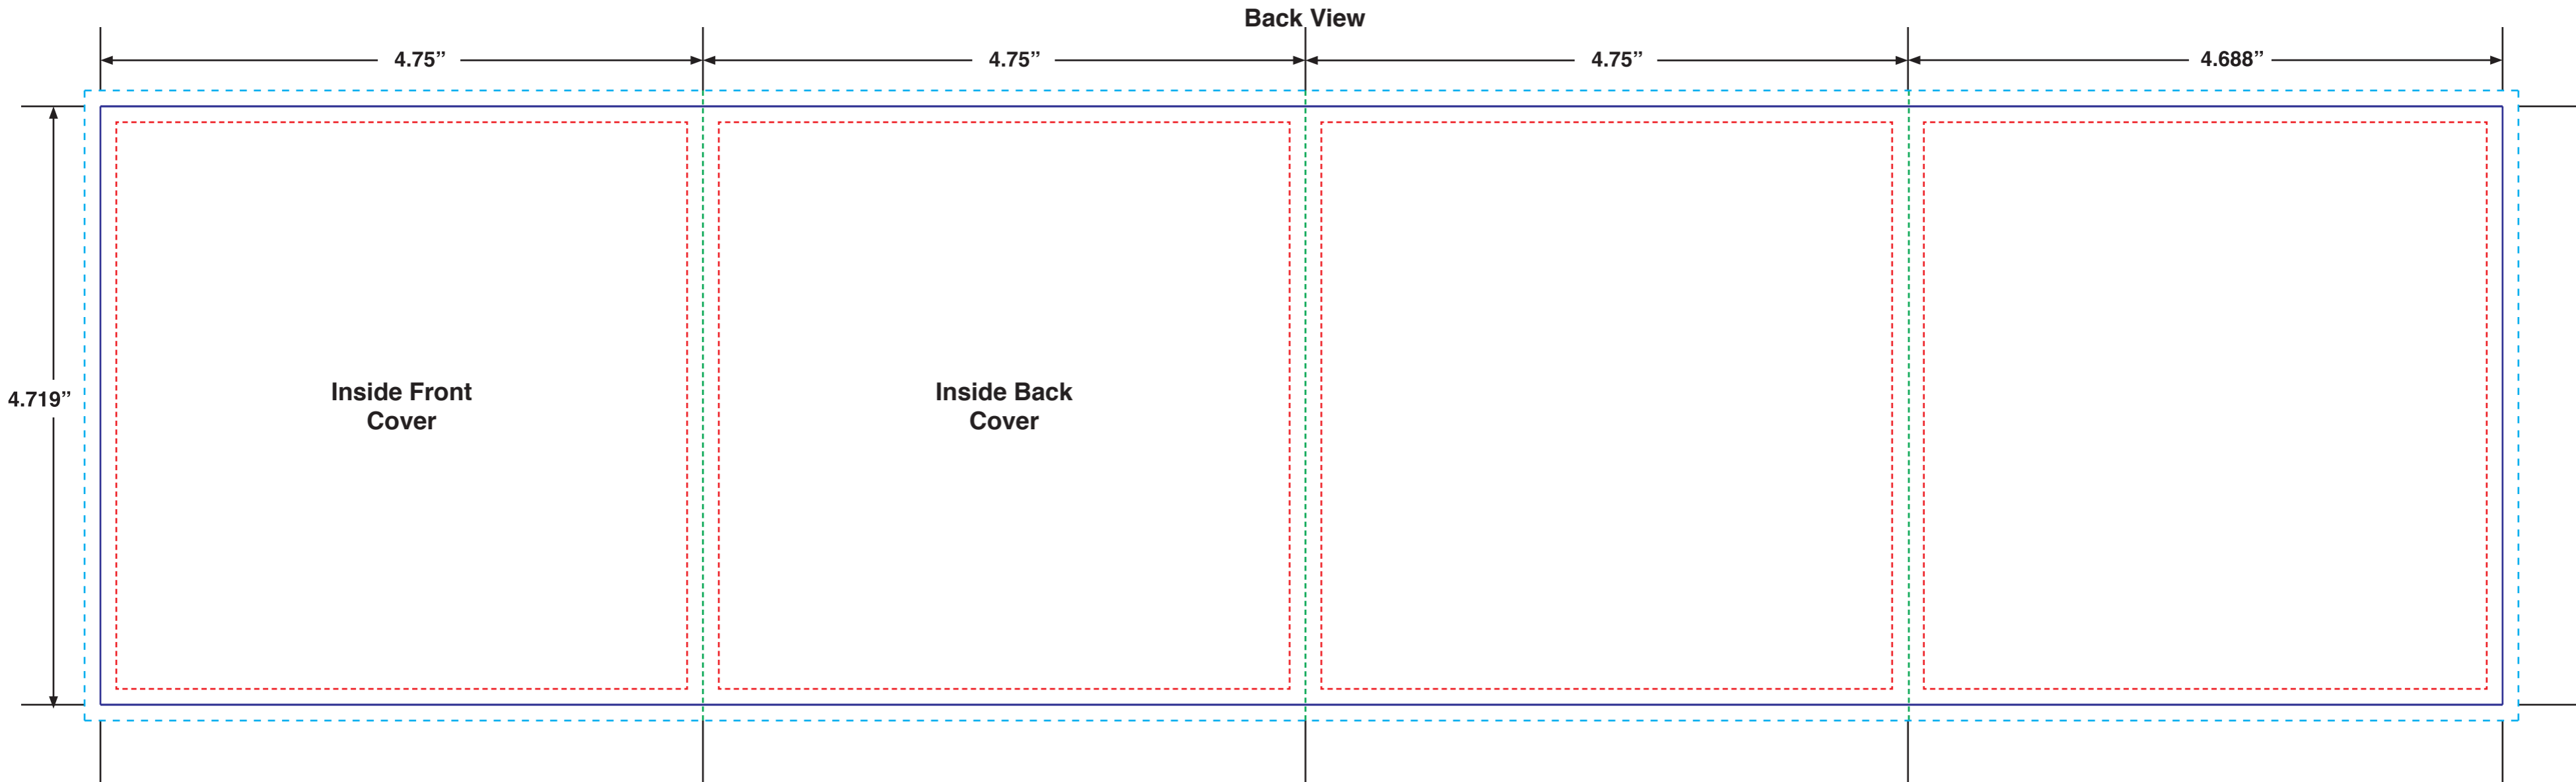 Back View
4.75”
4.75”
4.75”
4.688”
4.719”
Inside Front
Cover
Inside Back
Cover